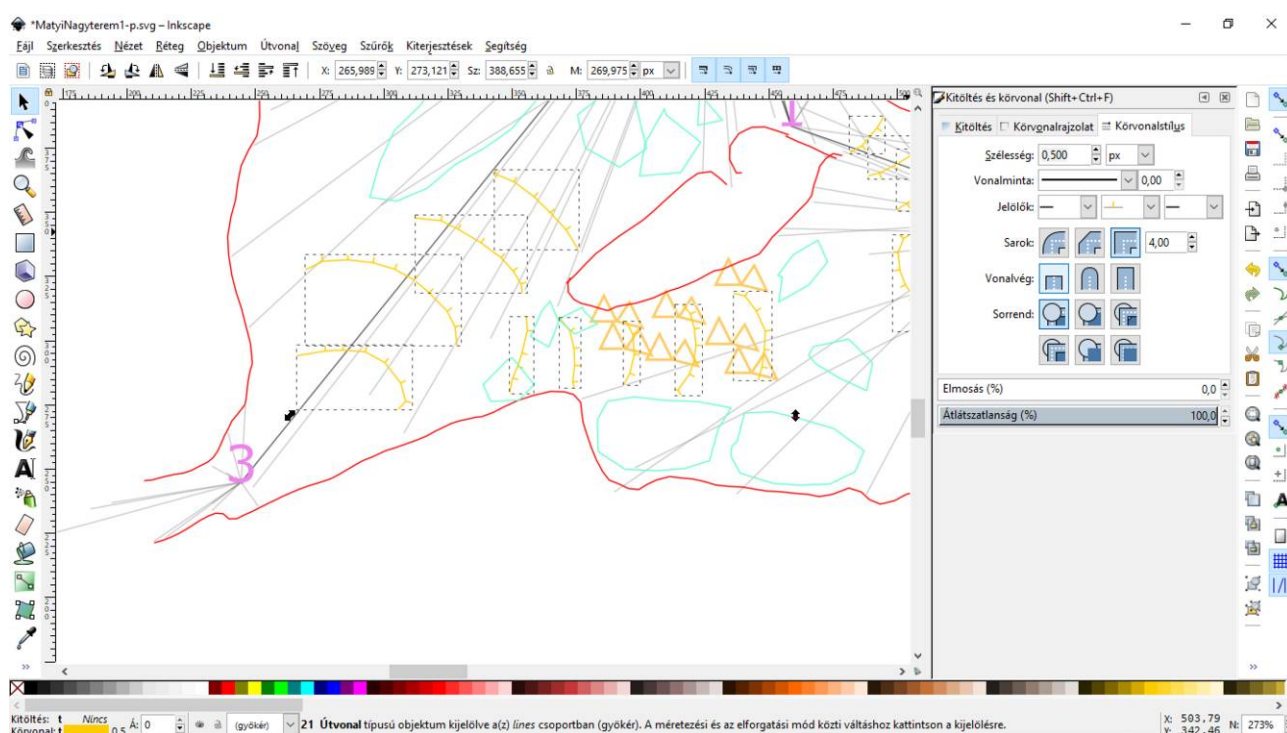 *MatyiNagyterem1-p.svg – Inkscape
Fájl Szerkesztés Nézet Réteg Objektum Útvonal Szöveg Szűrők Kiterjesztések Segítség
X: 265,989 Y: 273,121 Sz: 388,655 M: 269,975 px
Kitöltés és körvonal (Shift+Ctrl+F)
Kitöltés Körvonalrajzolat Körvonalstílus
Szélesség: 0,500 px
Vonalminta: 0,00
Jelölők:
Sarok: 4,00
Vonalvég:
Sorrend:
Elmosás (%) 0,0
Átlátszatlanság (%) 100,0
1
3
Kitöltés: t Nincs
Körvonal: t 0,5
Á: 0 (gyökér) 21 Útvonal típusú objektum kijelölve a(z) lines csoportban (gyökér). A méretezési és az elforgatási mód közti váltáshoz kattintson a kijelölésre.
X: 503,79
Y: 342,46
N: 273%